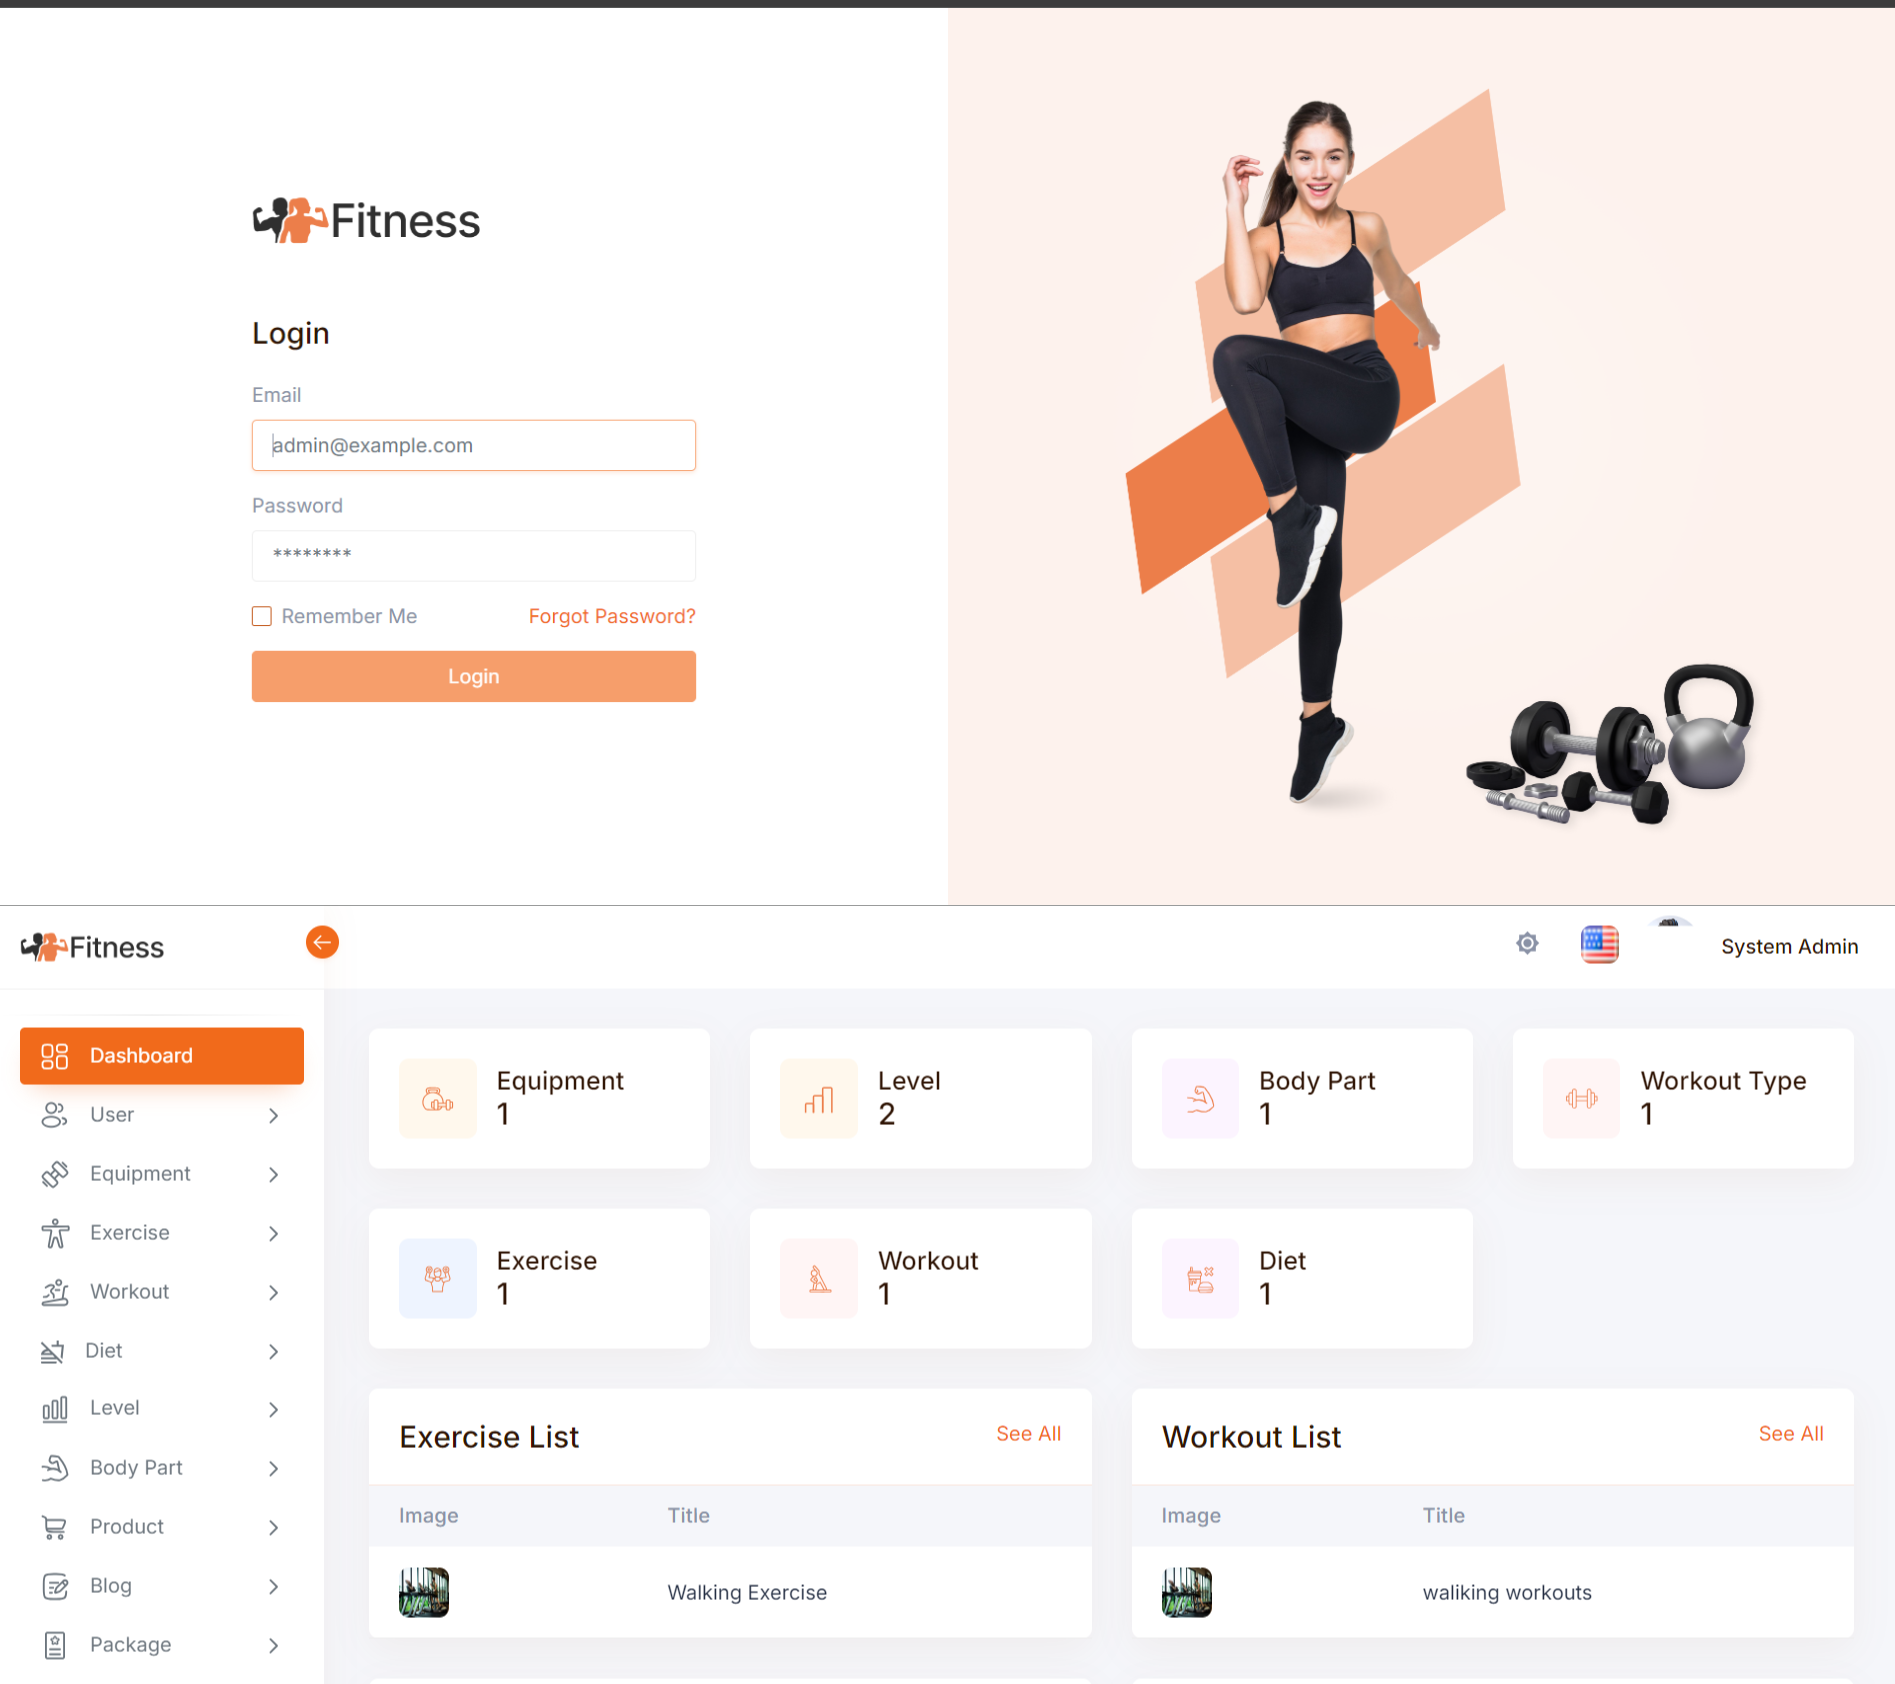 Fitness
Login
Email
admin@example.com
Password
********
Remember Me
Forgot Password?
Login
Fitness
System Admin
Dashboard
User
Equipment
Exercise
Workout
Diet
Level
Body Part
Product
Blog
Package
Equipment
1
Level
2
Body Part
1
Workout Type
1
Exercise
1
Workout
1
Diet
1
Exercise List
See All
Image
Title
Walking Exercise
Workout List
See All
Image
Title
waliking workouts